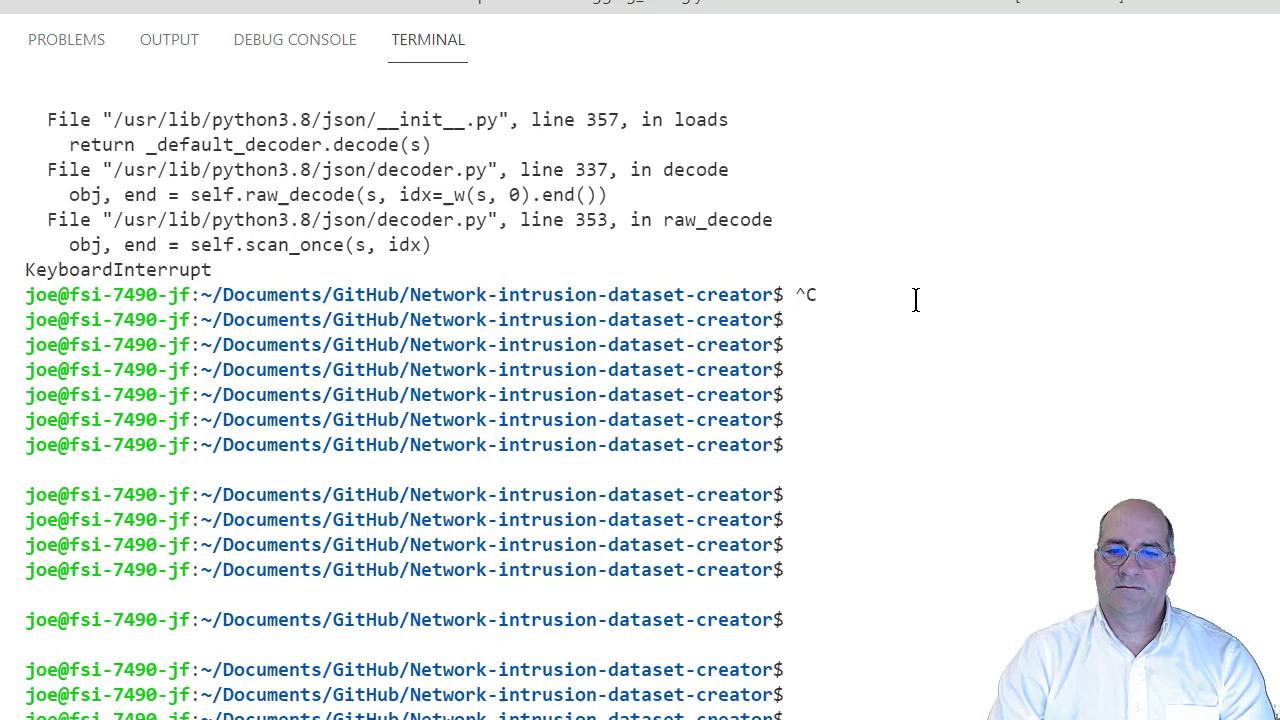 PROBLEMS OUTPUT DEBUG CONSOLE TERMINAL
File "/usr/lib/python3.8/json/__init__.py", line 357, in loads
return _default_decoder.decode(s)
File "/usr/lib/python3.8/json/decoder.py", line 337, in decode
obj, end = self.raw_decode(s, idx=_w(s, 0).end())
File "/usr/lib/python3.8/json/decoder.py", line 353, in raw_decode
obj, end = self.scan_once(s, idx)
KeyboardInterrupt
joe@fsi-7490-jf:~/Documents/GitHub/Network-intrusion-dataset-creator$ ^C
joe@fsi-7490-jf:~/Documents/GitHub/Network-intrusion-dataset-creator$
joe@fsi-7490-jf:~/Documents/GitHub/Network-intrusion-dataset-creator$
joe@fsi-7490-jf:~/Documents/GitHub/Network-intrusion-dataset-creator$
joe@fsi-7490-jf:~/Documents/GitHub/Network-intrusion-dataset-creator$
joe@fsi-7490-jf:~/Documents/GitHub/Network-intrusion-dataset-creator$
joe@fsi-7490-jf:~/Documents/GitHub/Network-intrusion-dataset-creator$
joe@fsi-7490-jf:~/Documents/GitHub/Network-intrusion-dataset-creator$
joe@fsi-7490-jf:~/Documents/GitHub/Network-intrusion-dataset-creator$
joe@fsi-7490-jf:~/Documents/GitHub/Network-intrusion-dataset-creator$
joe@fsi-7490-jf:~/Documents/GitHub/Network-intrusion-dataset-creator$
joe@fsi-7490-jf:~/Documents/GitHub/Network-intrusion-dataset-creator$
joe@fsi-7490-jf:~/Documents/GitHub/Network-intrusion-dataset-creator$
joe@fsi-7490-jf:~/Documents/GitHub/Network-intrusion-dataset-creator$